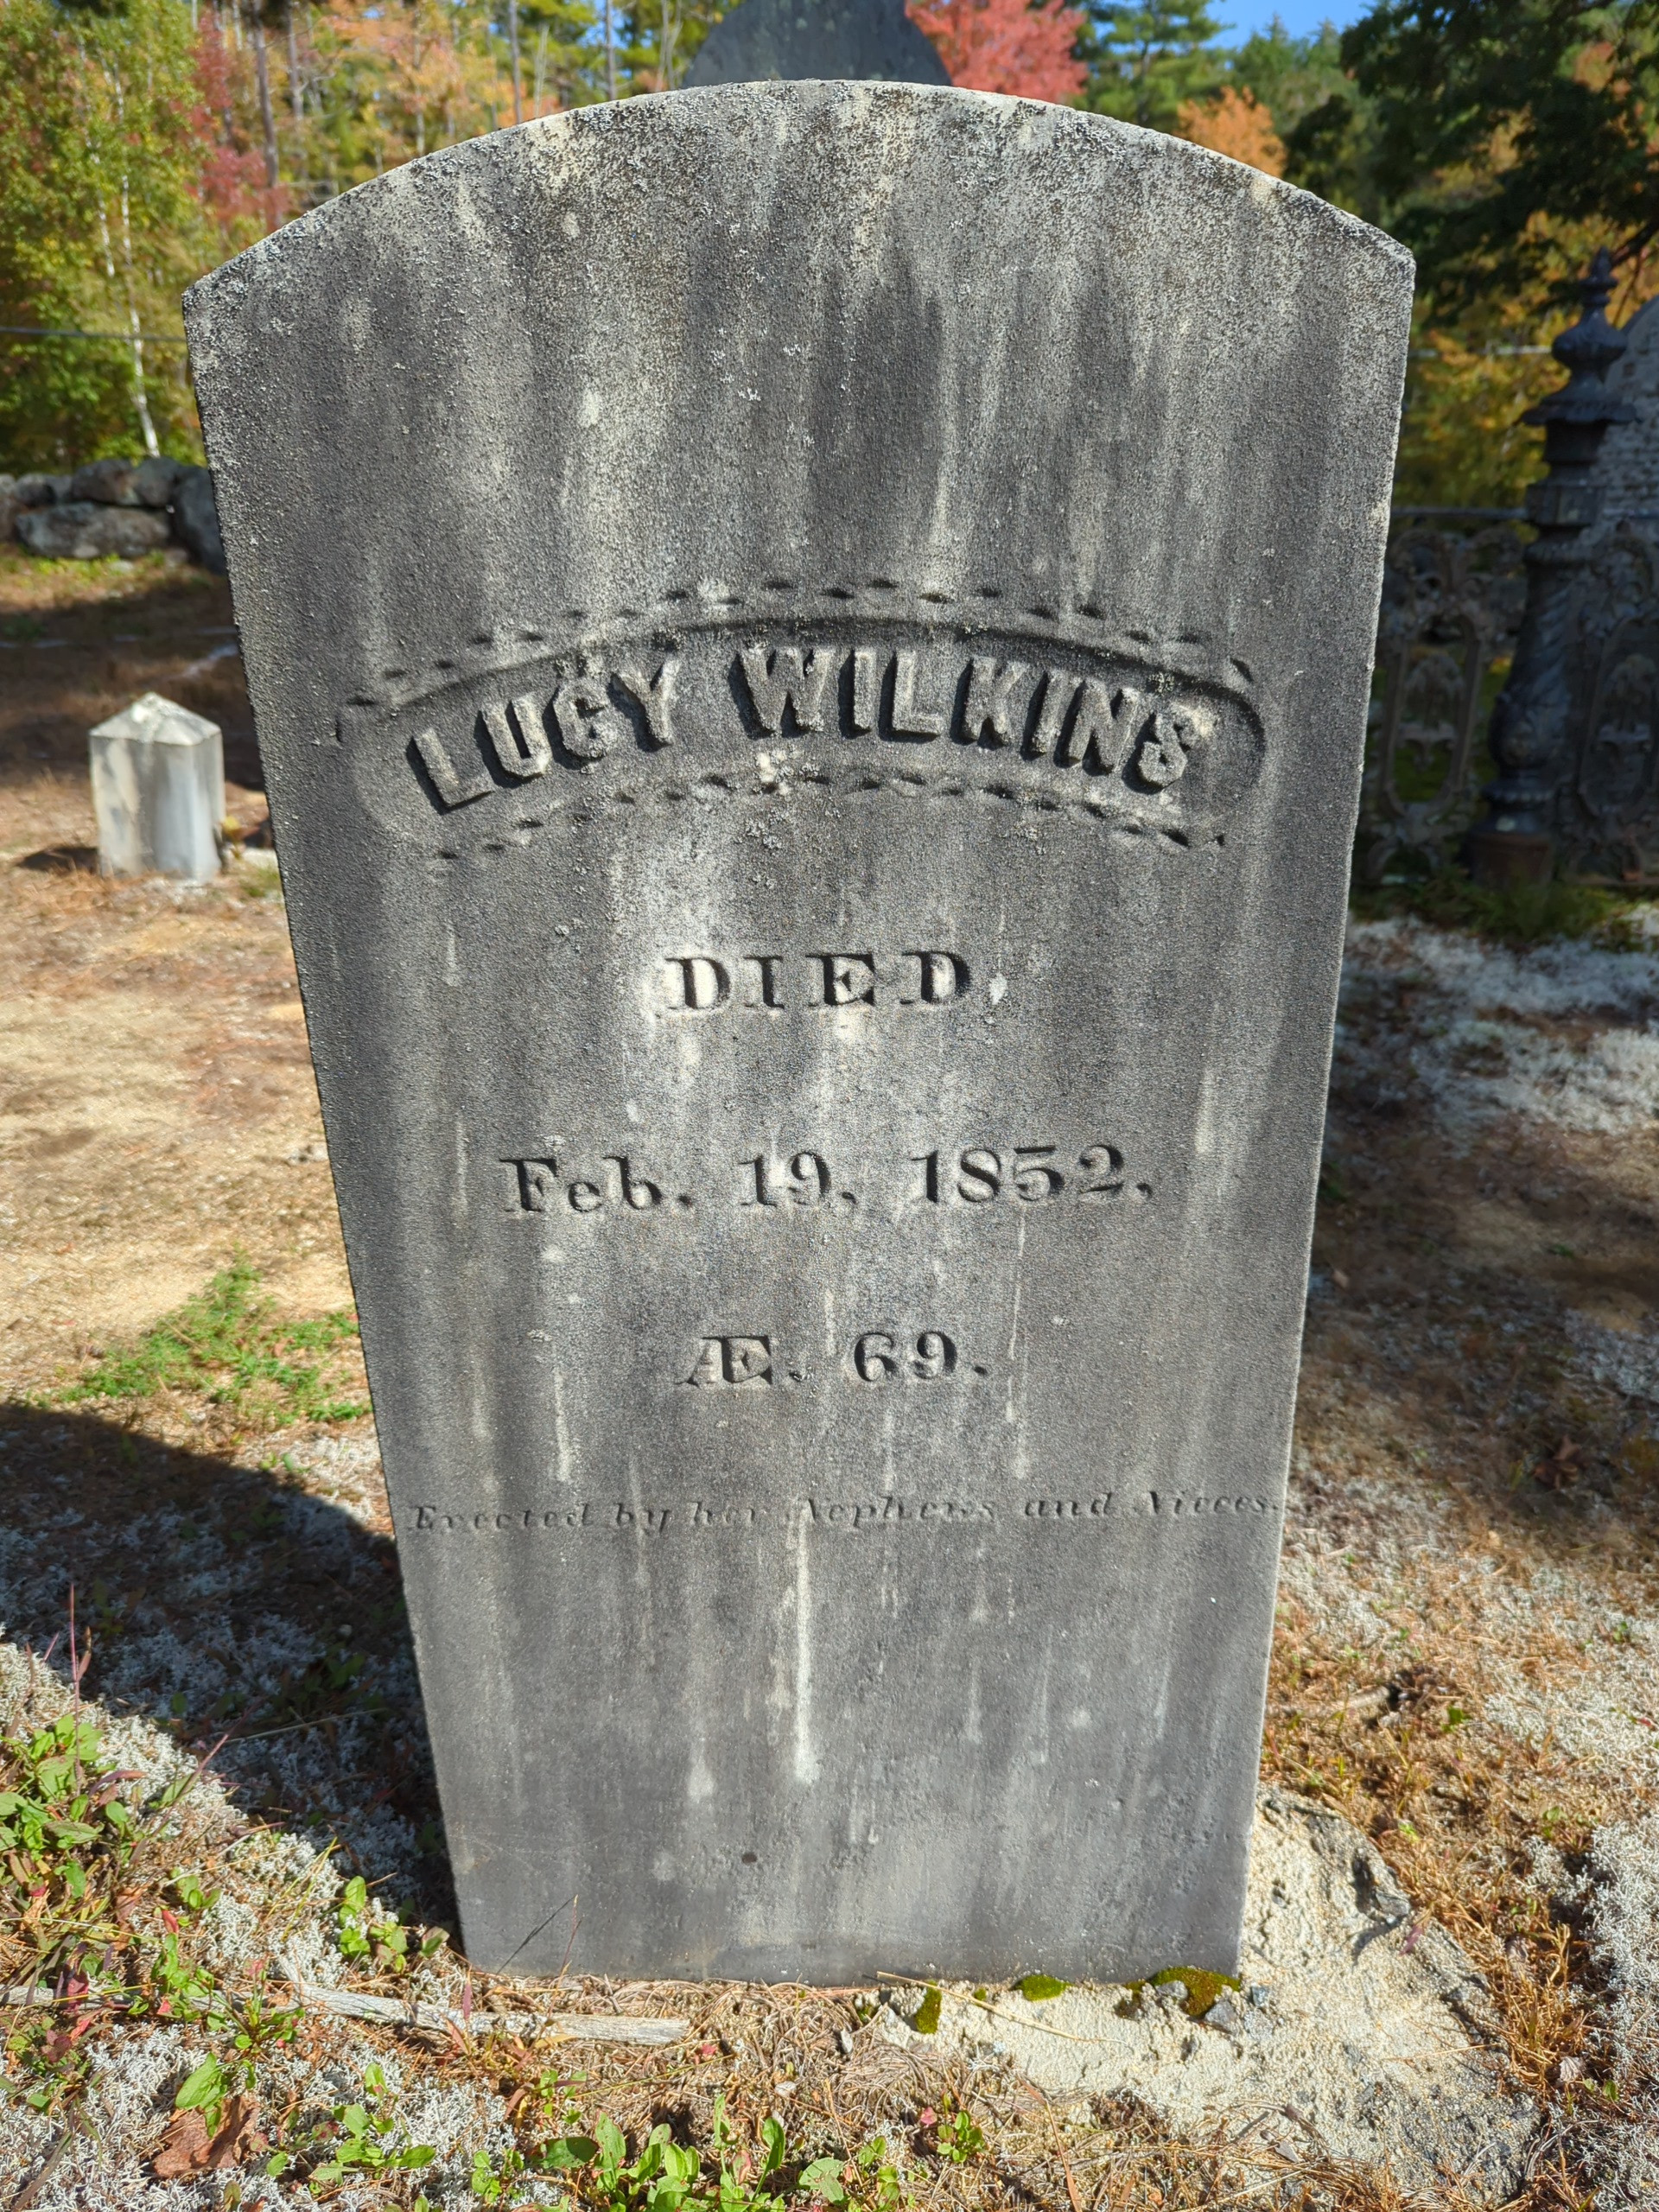 LUCY WILKINS
DIED,
Feb. 19, 1852,
Æ. 69.
Erected by her Nephews and Nieces.